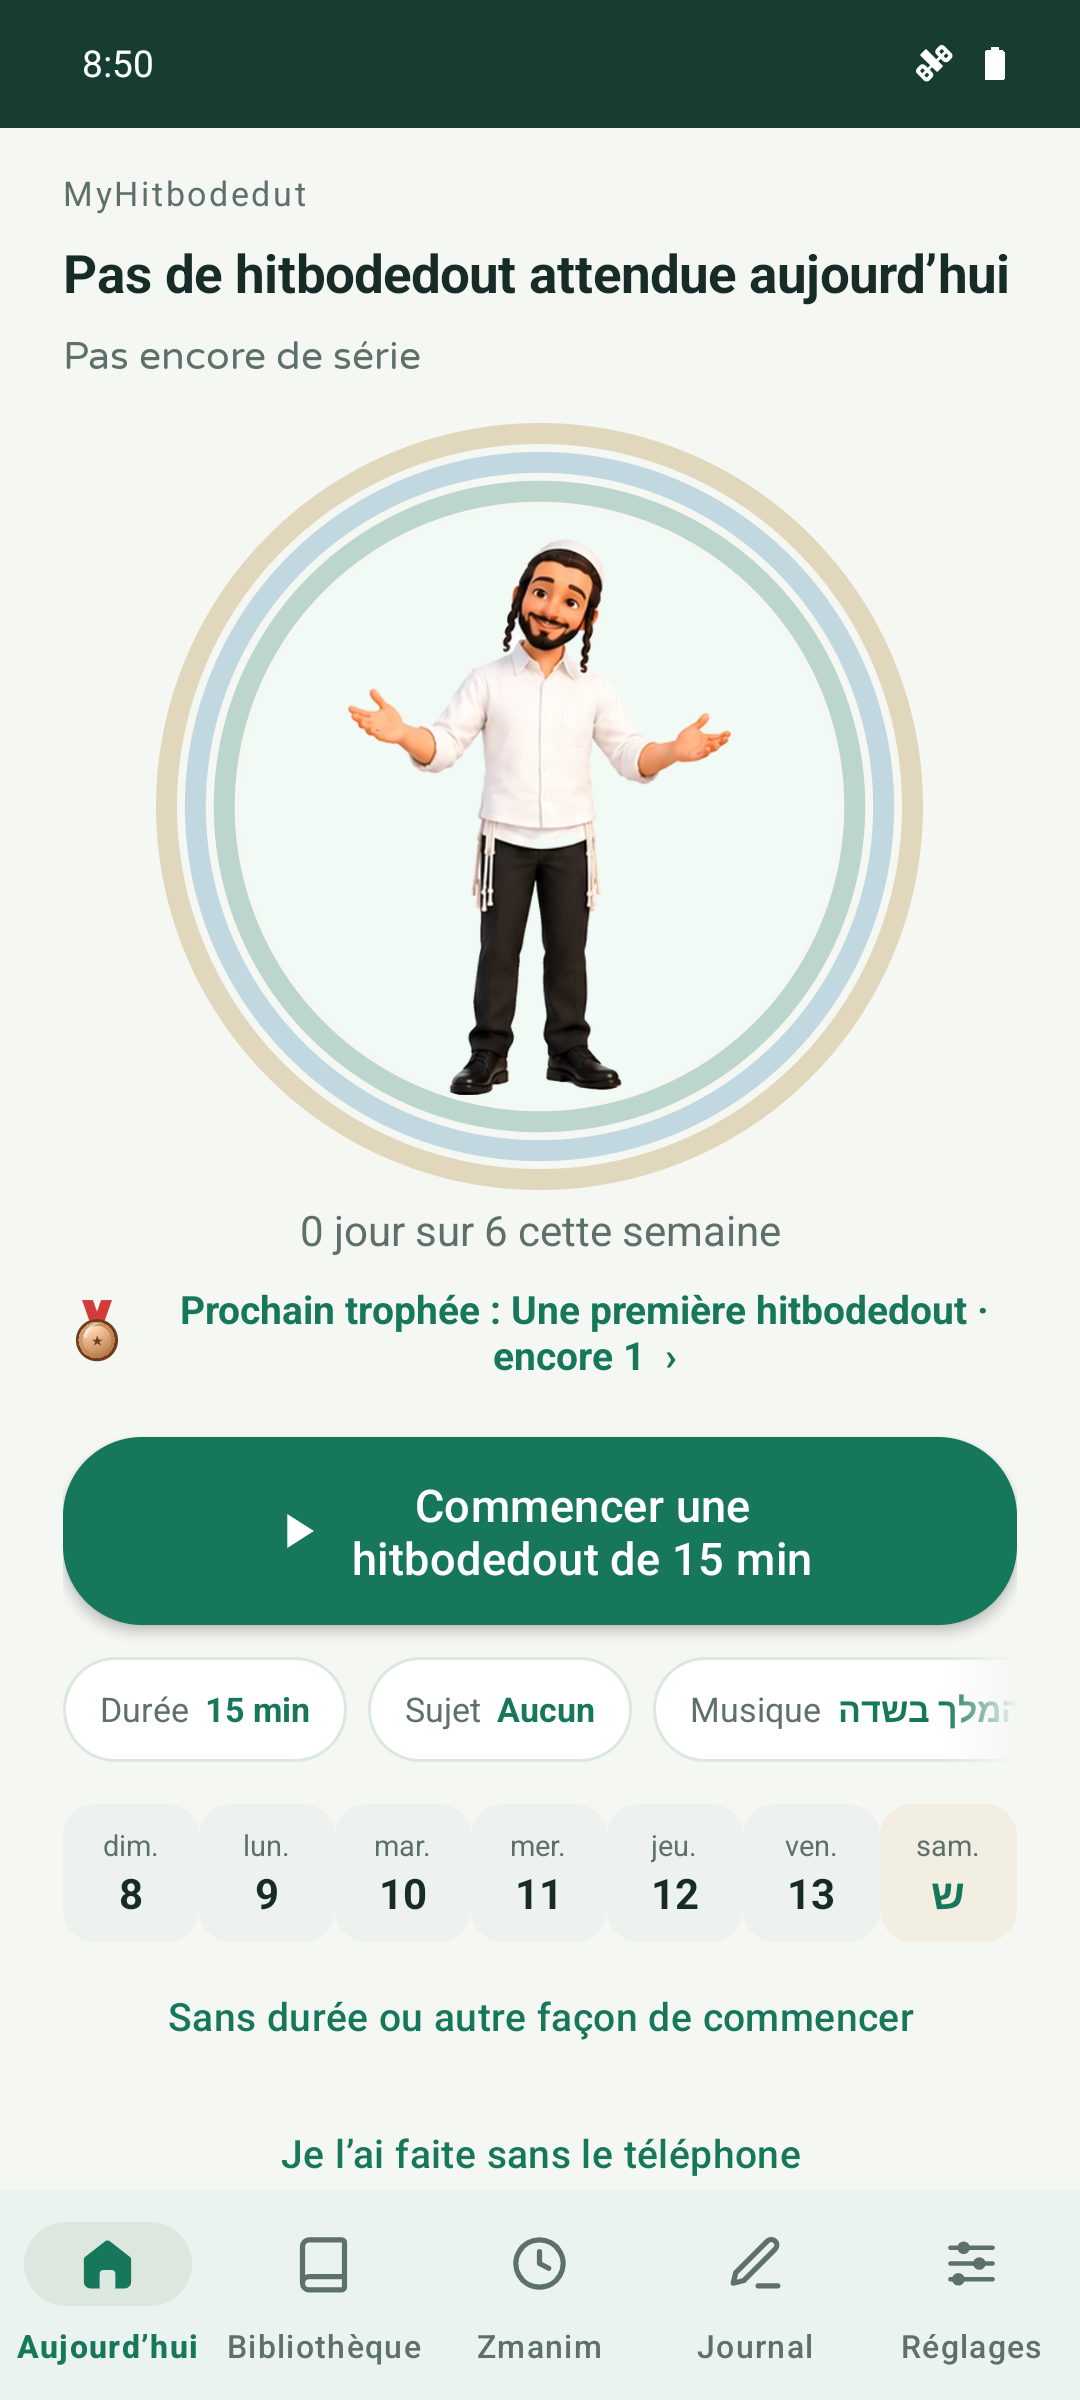 8:50
MyHitbodedut
Pas de hitbodedout attendue aujourd’hui
Pas encore de série
0 jour sur 6 cette semaine
Prochain trophée : Une première hitbodedout ·
encore 1 ›
Commencer une
hitbodedout de 15 min
Durée 15 min
Sujet Aucun
Musique המלך בשדה
dim. lun. mar. mer. jeu. ven. sam.
8 9 10 11 12 13 ש
Sans durée ou autre façon de commencer
Je l’ai faite sans le téléphone
Aujourd’hui Bibliothèque Zmanim Journal Réglages